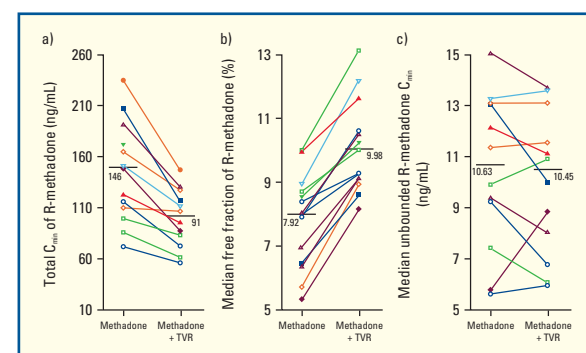 a)
Total Cmin of R-methadone (ng/mL)
260
210
160
110
60
10
146
91
Methadone
Methadone
+ TVR
b)
Median free fraction of R-methadone (%)
13
11
9
7
5
7.92
9.98
Methadone
Methadone
+ TVR
c)
Median unbounded R-methadone Cmin
(ng/mL)
15
13
11
9
7
5
10.63
10.45
Methadone
Methadone
+ TVR